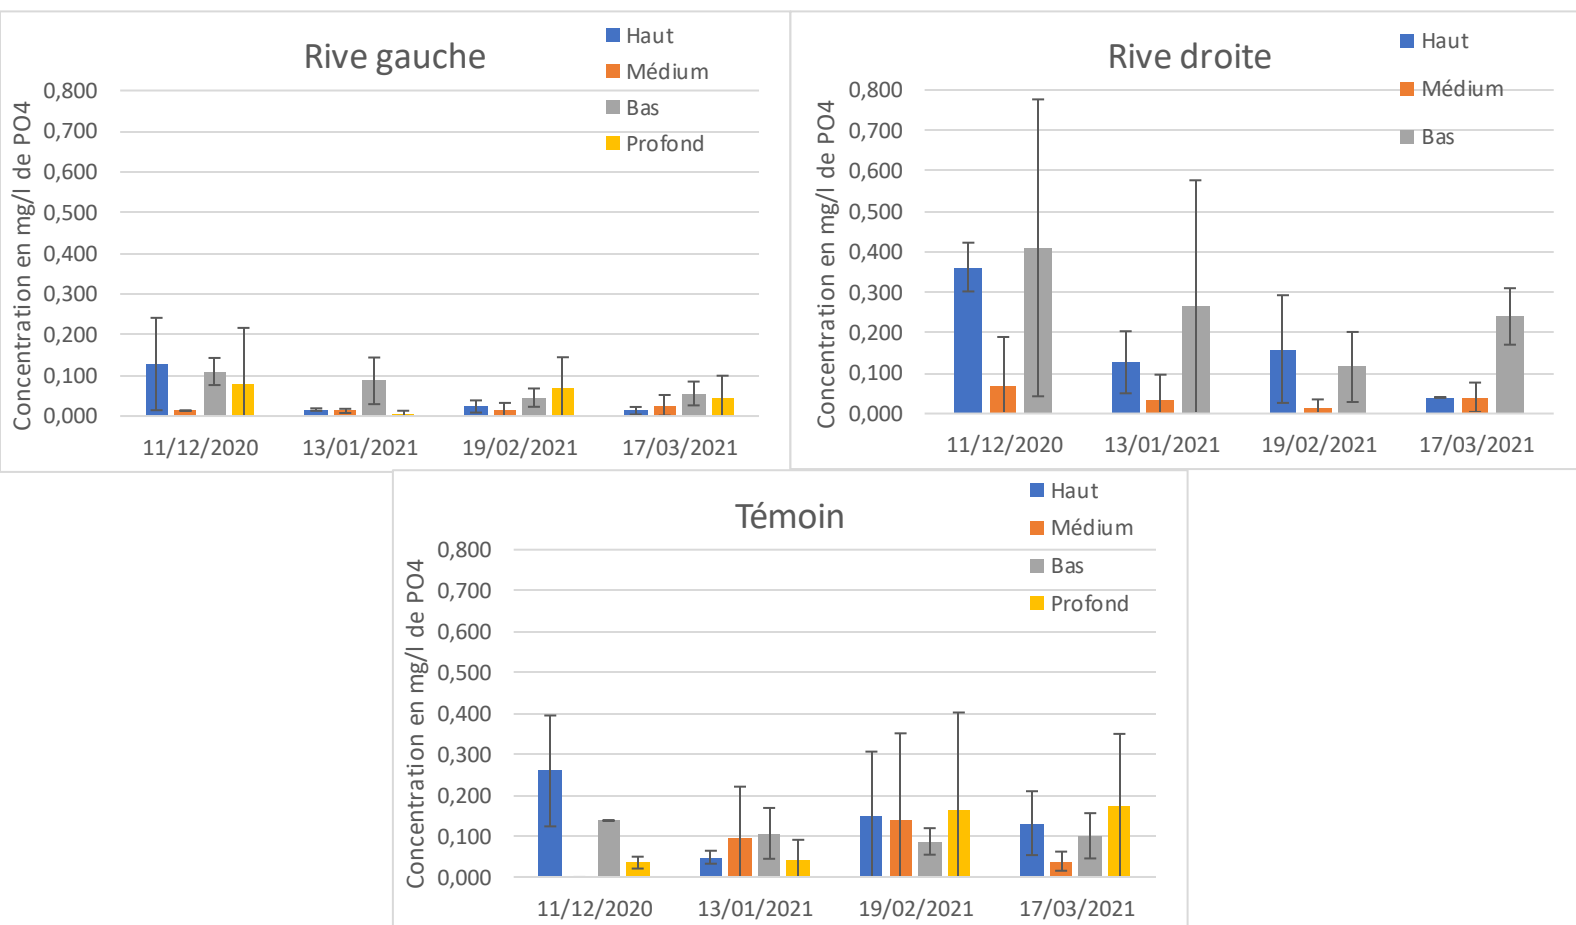 Rive gauche
Haut
Médium
Bas
Profond
Concentration en mg/l de PO4
0,800
0,700
0,600
0,500
0,400
0,300
0,200
0,100
0,000
11/12/2020 13/01/2021 19/02/2021 17/03/2021
Rive droite
Haut
Médium
Bas
Concentration en mg/l de PO4
0,800
0,700
0,600
0,500
0,400
0,300
0,200
0,100
0,000
11/12/2020 13/01/2021 19/02/2021 17/03/2021
Témoin
Haut
Médium
Bas
Profond
Concentration en mg/l de PO4
0,800
0,700
0,600
0,500
0,400
0,300
0,200
0,100
0,000
11/12/2020 13/01/2021 19/02/2021 17/03/2021